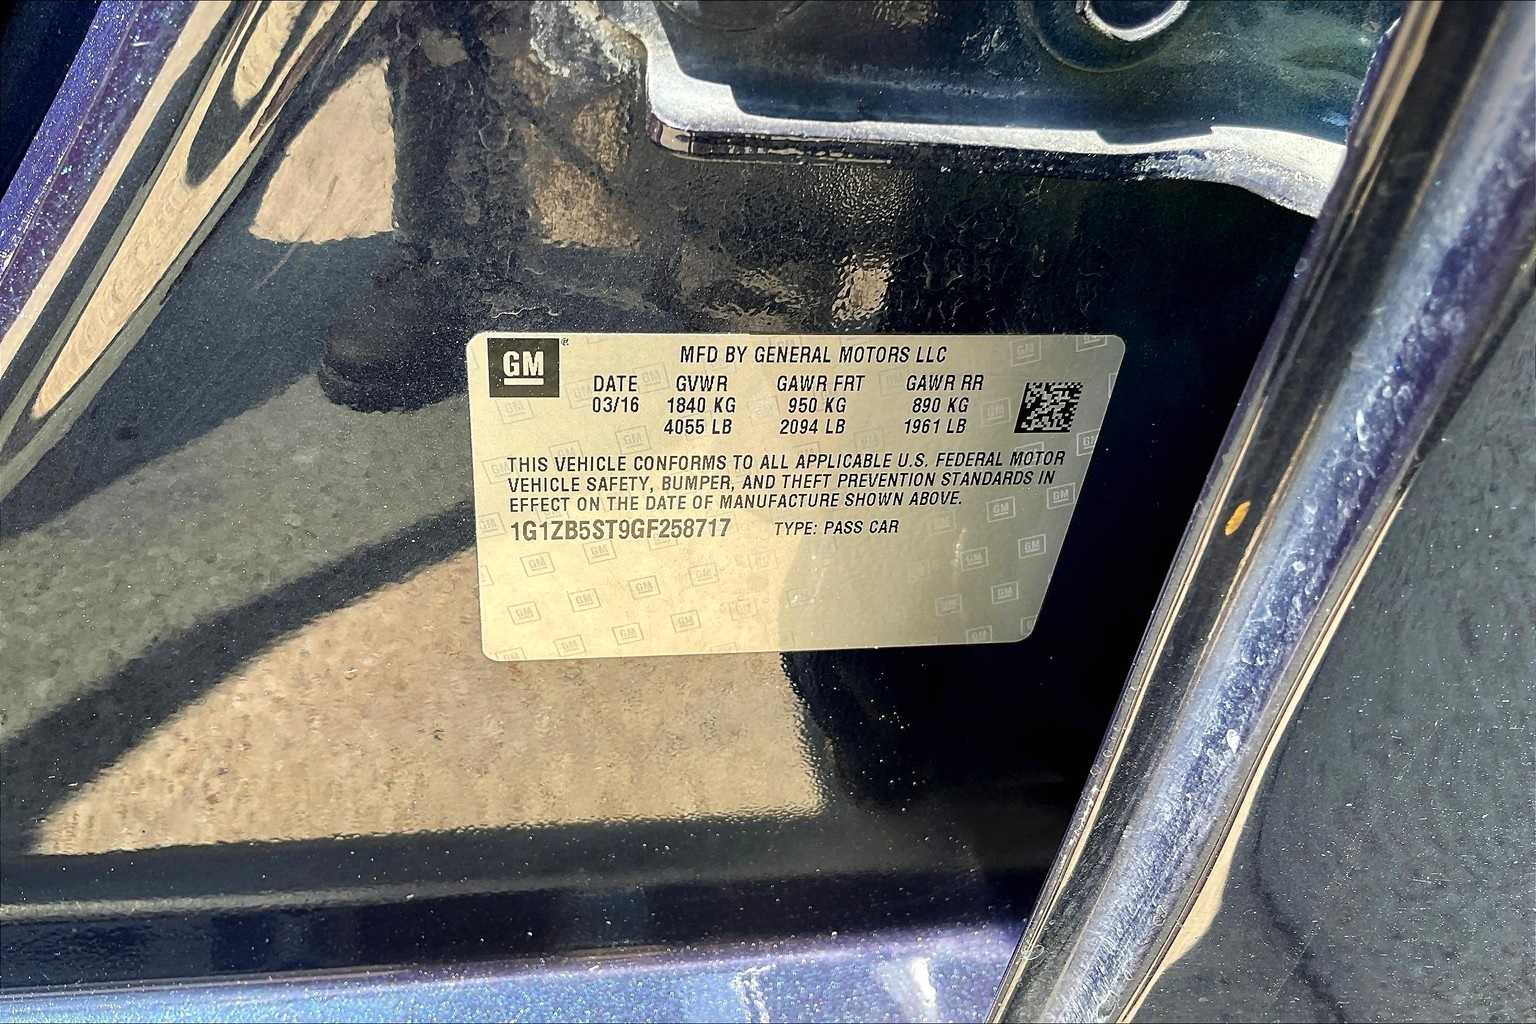 GM®
MFD BY GENERAL MOTORS LLC
DATE GVWR GAWR FRT GAWR RR
03/16 1840 KG 950 KG 890 KG
4055 LB 2094 LB 1961 LB
THIS VEHICLE CONFORMS TO ALL APPLICABLE U.S. FEDERAL MOTOR
VEHICLE SAFETY, BUMPER, AND THEFT PREVENTION STANDARDS IN
EFFECT ON THE DATE OF MANUFACTURE SHOWN ABOVE.
1G1ZB5ST9GF258717 TYPE: PASS CAR